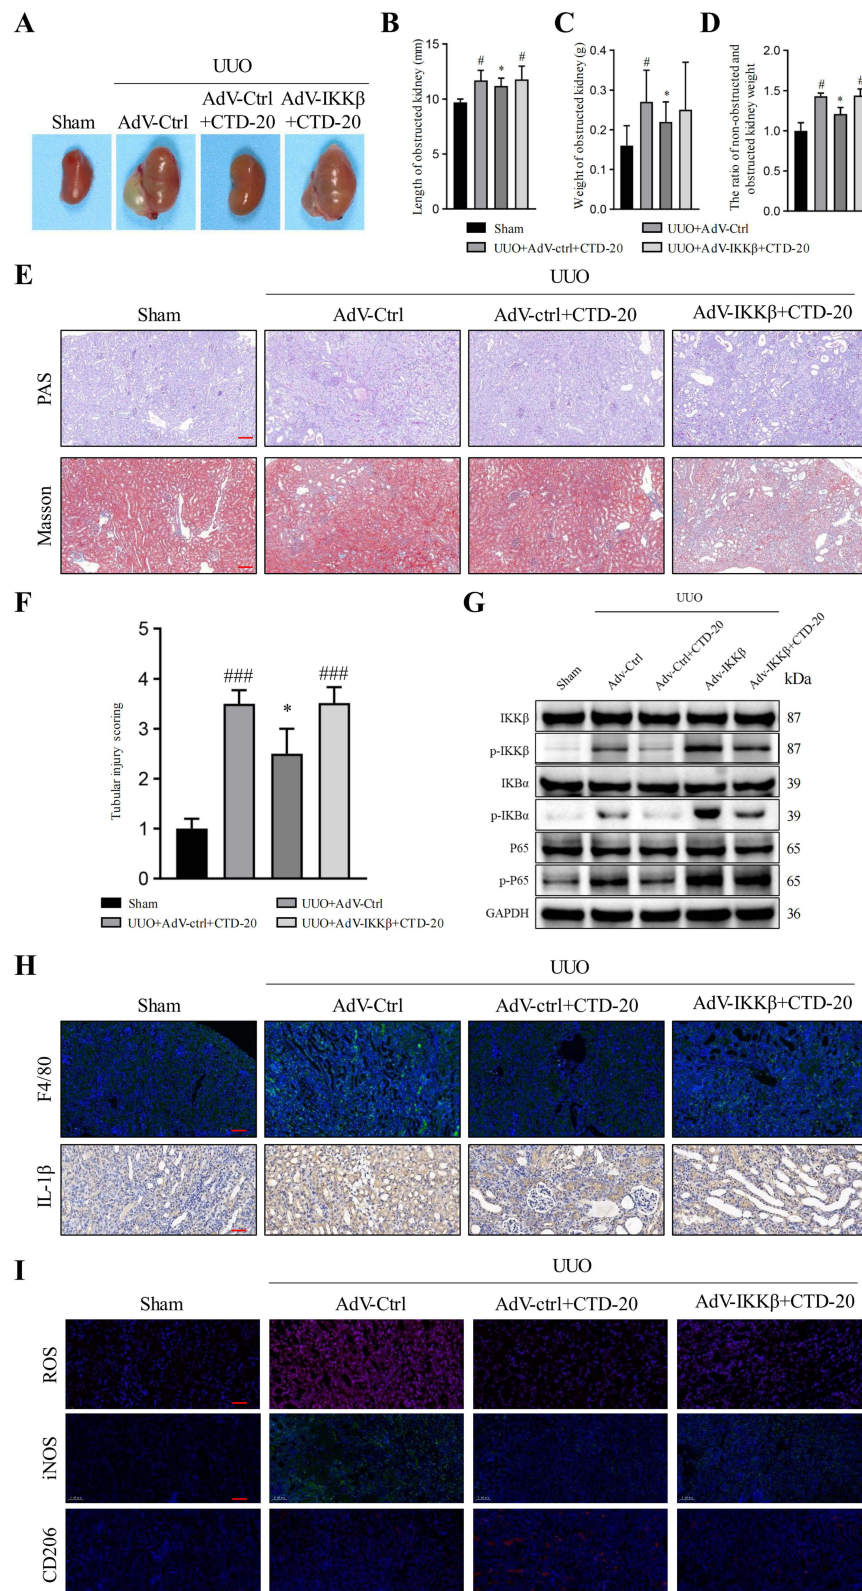 A
UUO
Sham
AdV-Ctrl
AdV-Ctrl
+CTD-20
AdV-IKKβ
+CTD-20
B
Length of obstructed kidney (mm)
15
10
5
0
#
*
#
C
Weight of obstructed kidney (g)
0.4
0.3
0.2
0.1
0.0
#
*
D
The ratio of non-obstructed and
obstructed kidney weight
2.0
1.5
1.0
0.5
0.0
#
*
#
Sham
UUO+AdV-Ctrl
UUO+AdV-ctrl+CTD-20
UUO+AdV-IKKβ+CTD-20
E
UUO
Sham
AdV-Ctrl
AdV-ctrl+CTD-20
AdV-IKKβ+CTD-20
PAS
Masson
F
Tubular injury scoring
5
4
3
2
1
0
###
*
###
Sham
UUO+AdV-Ctrl
UUO+AdV-ctrl+CTD-20
UUO+AdV-IKKβ+CTD-20
G
UUO
Sham
Adv-Ctrl
Adv-Ctrl+CTD-20
Adv-IKKβ
Adv-IKKβ+CTD-20
kDa
IKKβ 87
p-IKKβ 87
IKBα 39
p-IKBα 39
P65 65
p-P65 65
GAPDH 36
H
UUO
Sham
AdV-Ctrl
AdV-ctrl+CTD-20
AdV-IKKβ+CTD-20
F4/80
IL-1β
I
UUO
Sham
AdV-Ctrl
AdV-ctrl+CTD-20
AdV-IKKβ+CTD-20
ROS
iNOS
CD206